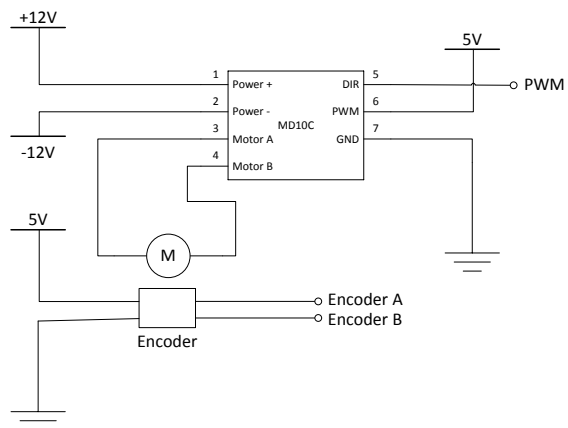 +12V
5V
1
Power +
DIR
5
PWM
2
Power -
PWM
6
MD10C
-12V
3
Motor A
GND
7
4
Motor B
5V
M
Encoder A
Encoder B
Encoder